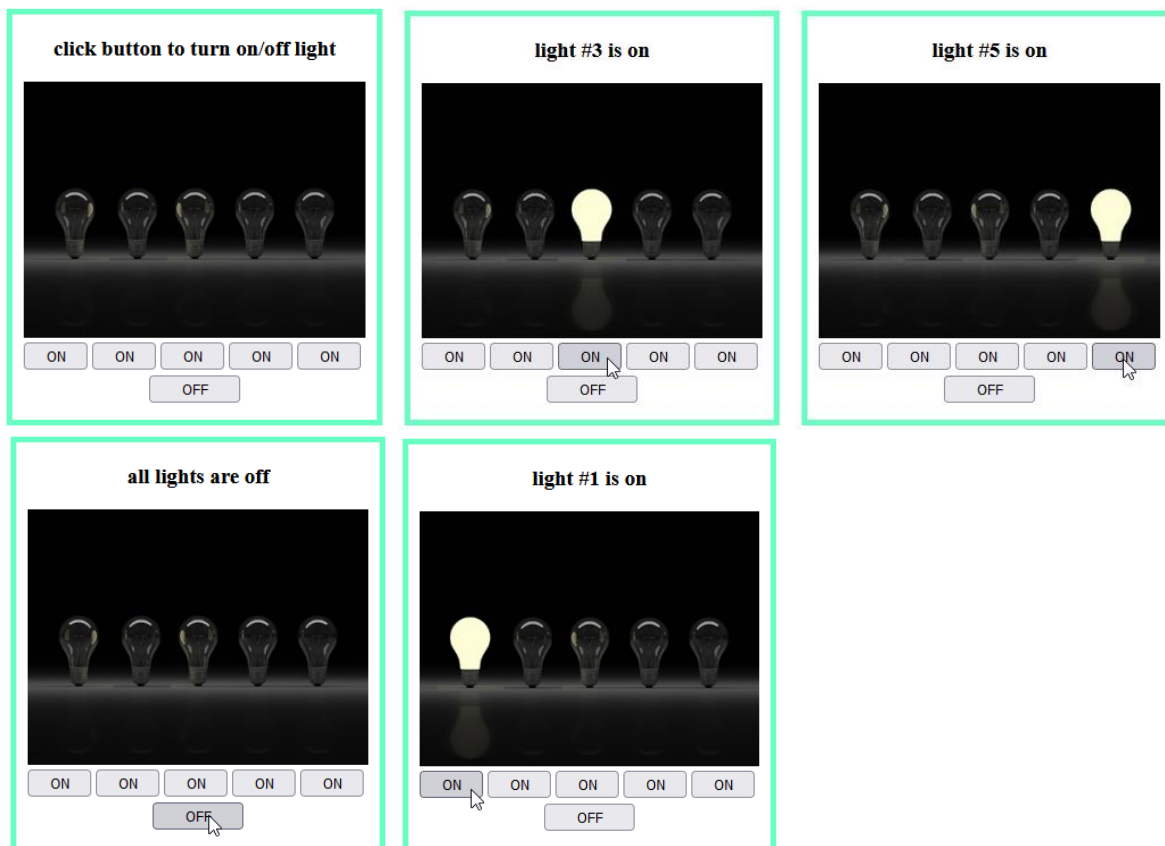 click button to turn on/off light
ON ON ON ON ON
OFF
light #3 is on
ON ON ON ON ON
OFF
light #5 is on
ON ON ON ON ON
OFF
all lights are off
ON ON ON ON ON
OFF
light #1 is on
ON ON ON ON ON
OFF